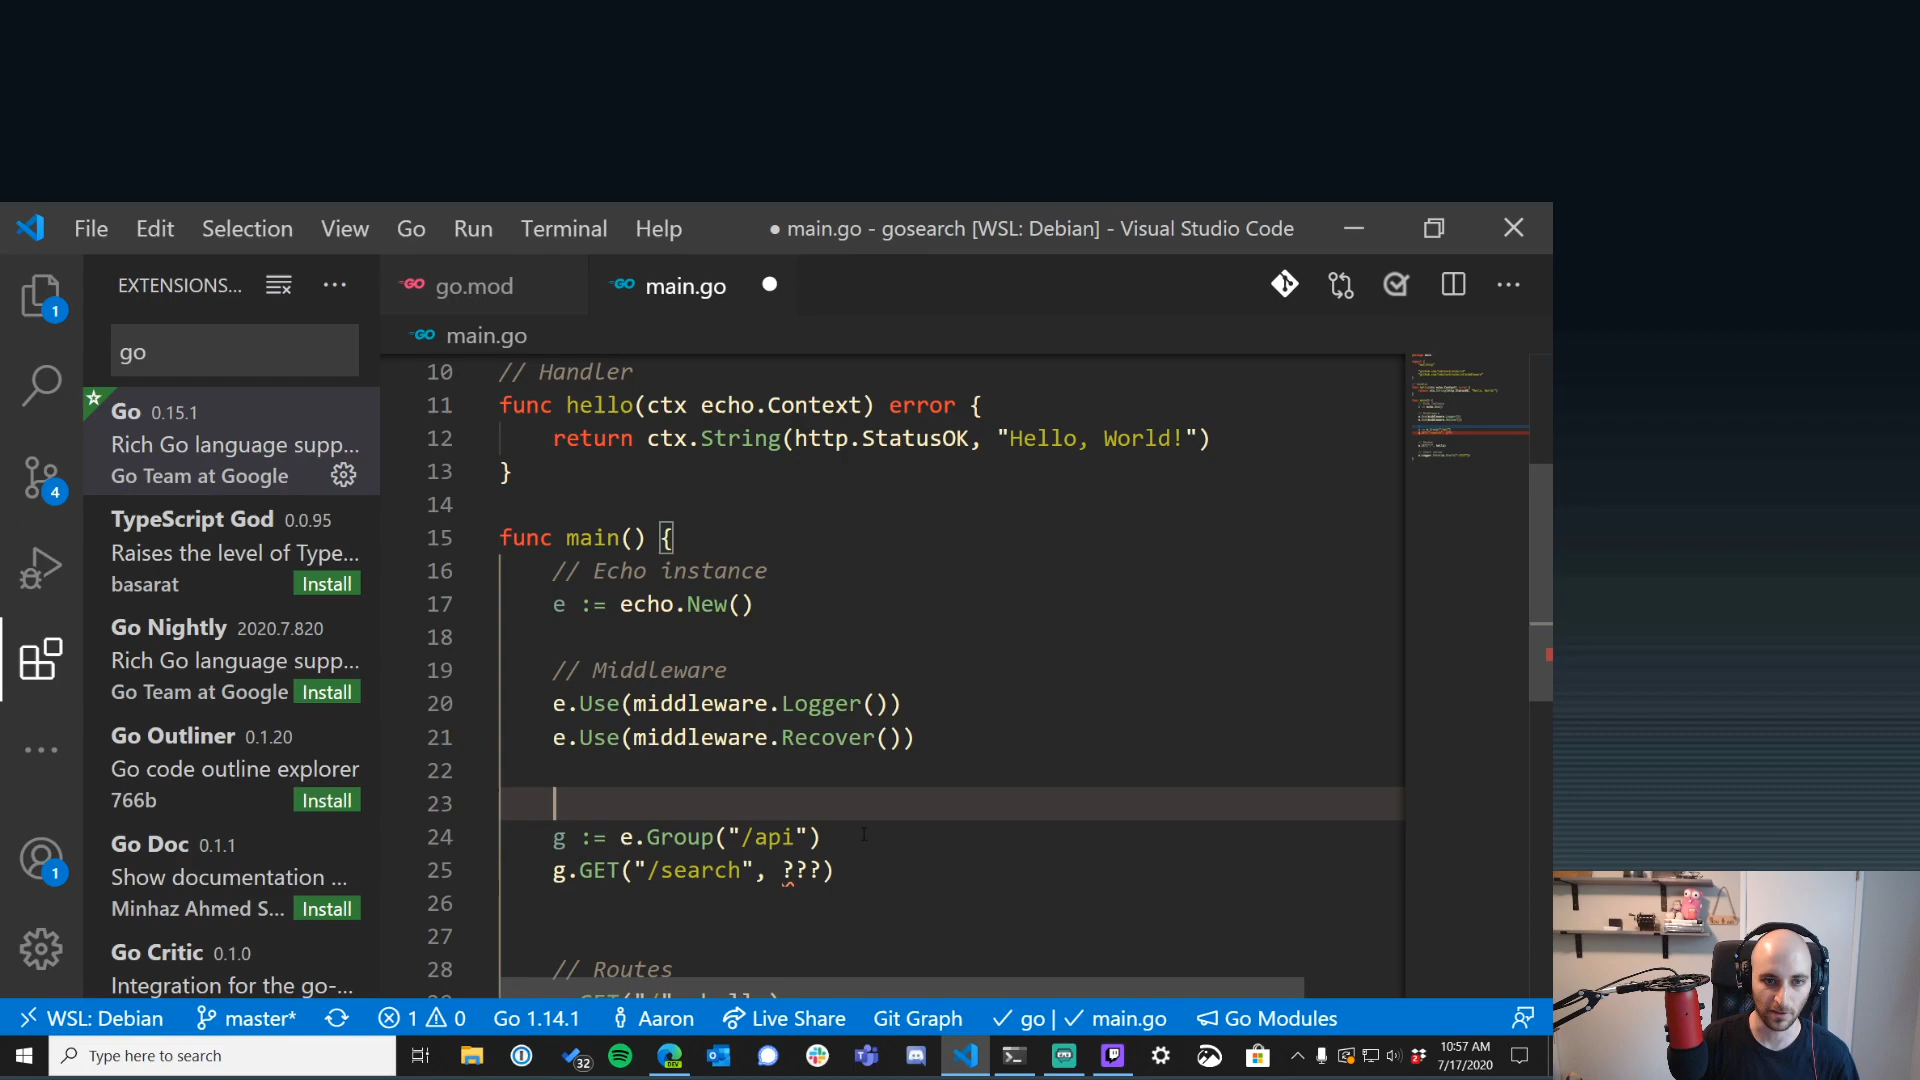 File Edit Selection View Go Run Terminal Help
● main.go - gosearch [WSL: Debian] - Visual Studio Code
EXTENSIONS...
go.mod
main.go
main.go
go
Go 0.15.1
Rich Go language supp...
Go Team at Google
TypeScript God 0.0.95
Raises the level of Type...
basarat Install
Go Nightly 2020.7.820
Rich Go language supp...
Go Team at Google Install
Go Outliner 0.1.20
Go code outline explorer
766b Install
Go Doc 0.1.1
Show documentation ...
Minhaz Ahmed S... Install
Go Critic 0.1.0
Integration for the go-...
1
4
1
10 // Handler
11 func hello(ctx echo.Context) error {
12 return ctx.String(http.StatusOK, "Hello, World!")
13 }
14
15 func main() {
16 // Echo instance
17 e := echo.New()
18
19 // Middleware
20 e.Use(middleware.Logger())
21 e.Use(middleware.Recover())
22
23
24 g := e.Group("/api")
25 g.GET("/search", ???)
26
27
28 // Routes
WSL: Debian master* 1 0 Go 1.14.1 Aaron Live Share Git Graph ✓ go | ✓ main.go Go Modules
Type here to search
32
DEV
10:57 AM
7/17/2020